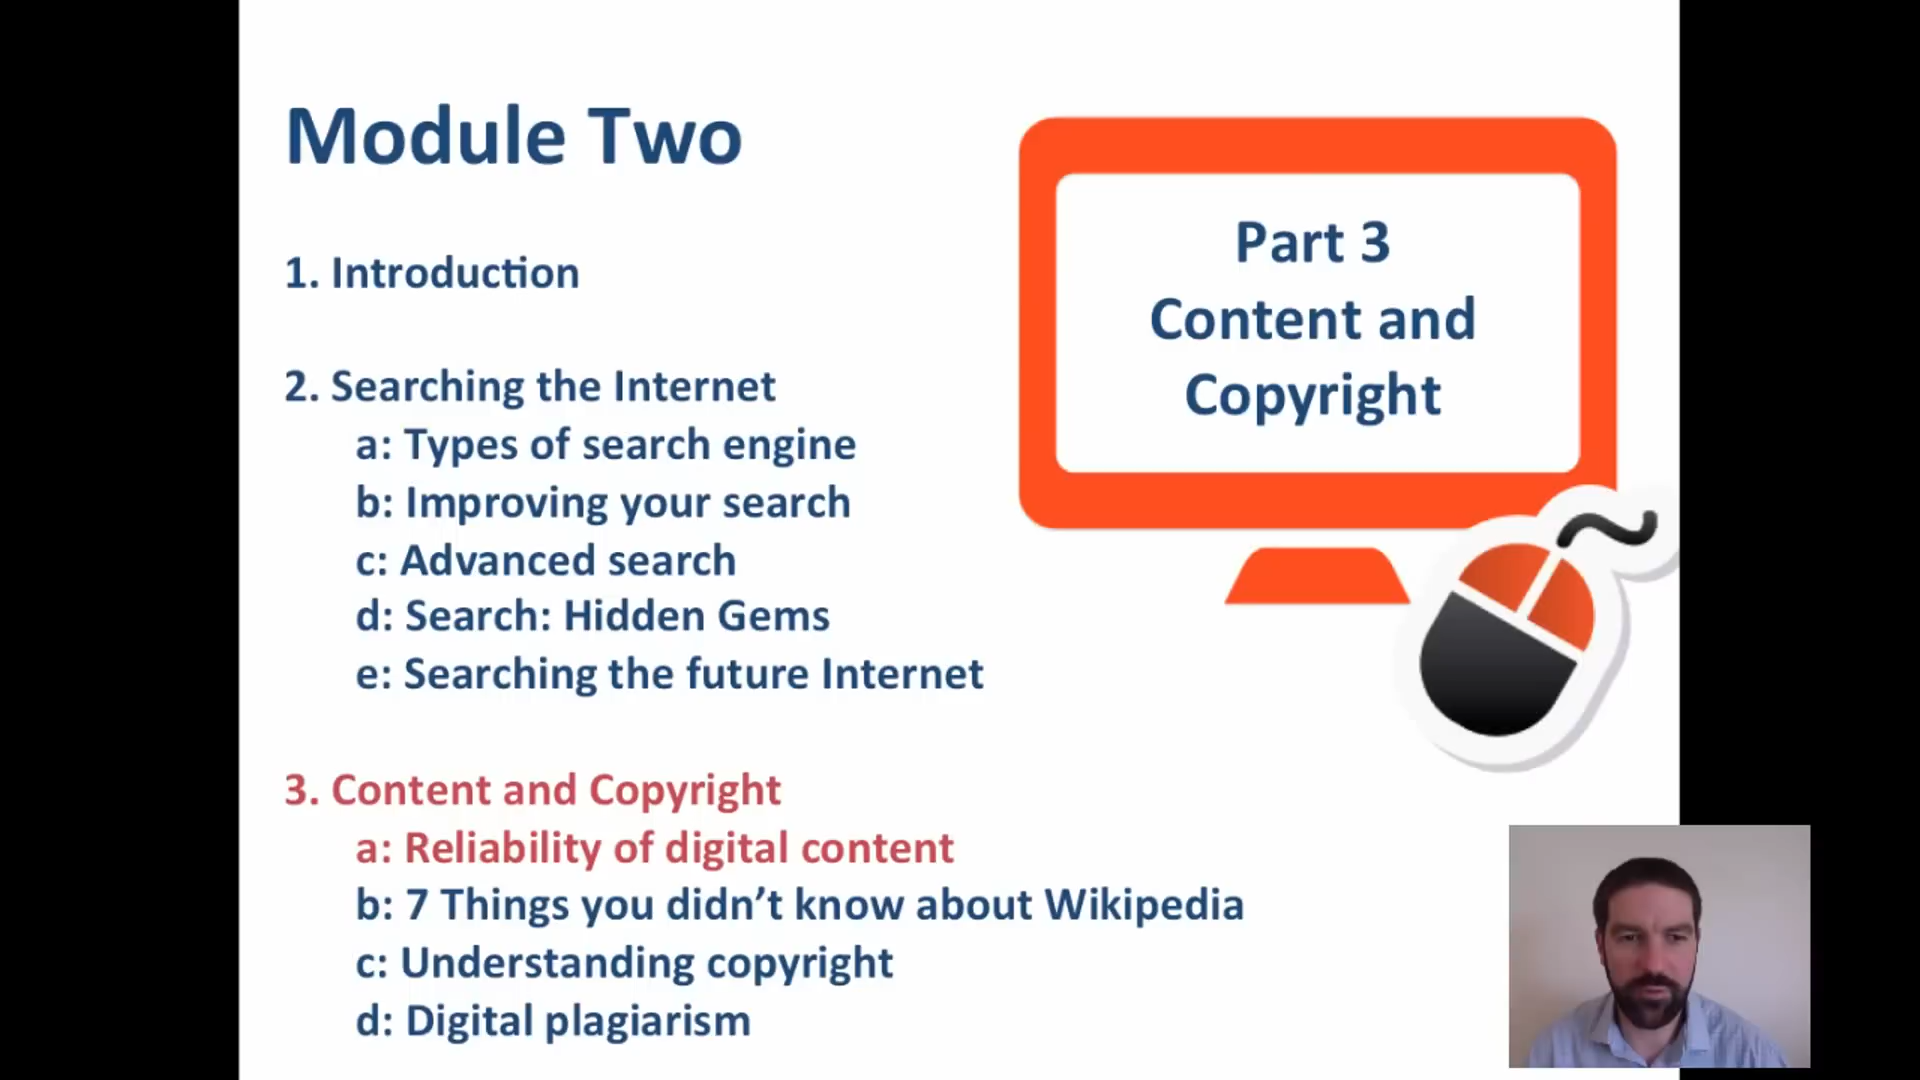 Module Two
1. Introduction
2. Searching the Internet
a: Types of search engine
b: Improving your search
c: Advanced search
d: Search: Hidden Gems
e: Searching the future Internet
3. Content and Copyright
a: Reliability of digital content
b: 7 Things you didn’t know about Wikipedia
c: Understanding copyright
d: Digital plagiarism
Part 3
Content and
Copyright